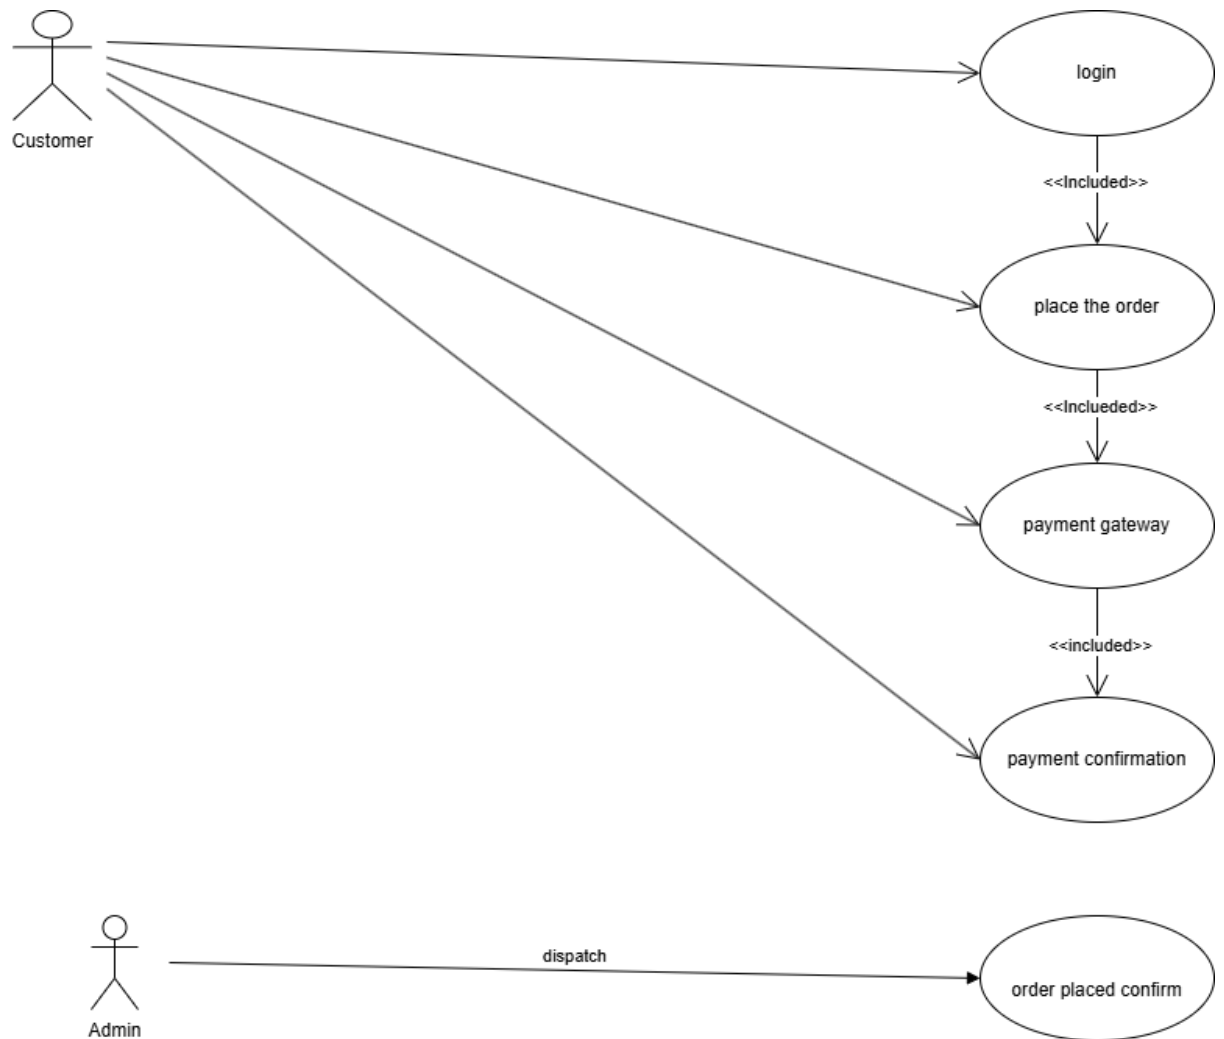 login
Customer
<<Included>>
place the order
<<Inclueded>>
payment gateway
<<included>>
payment confirmation
dispatch
order placed confirm
Admin